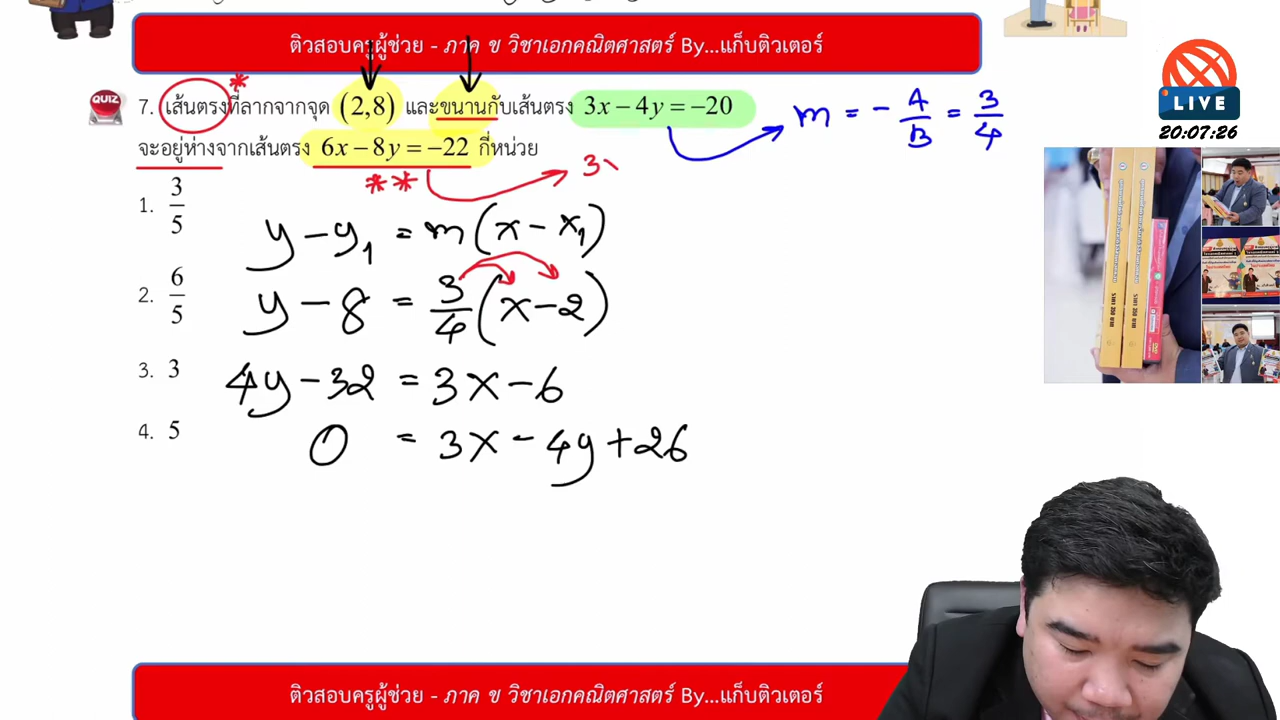 ติวสอบครูผู้ช่วย - ภาค ข วิชาเอกคณิตศาสตร์ By...แก็บติวเตอร์
LIVE
20:07:26
QUIZ
7. เส้นตรงที่ลากจากจุด (2,8) และขนานกับเส้นตรง 3x − 4y = −20
จะอยู่ห่างจากเส้นตรง 6x − 8y = −22 กี่หน่วย
m = − A/B = 3/4
1. 3/5
2. 6/5
3. 3
4. 5
y − y₁ = m(x − x₁)
y − 8 = 3/4 (x − 2)
4y − 32 = 3x − 6
0 = 3x − 4y + 26
ติวสอบครูผู้ช่วย - ภาค ข วิชาเอกคณิตศาสตร์ By...แก็บติวเตอร์